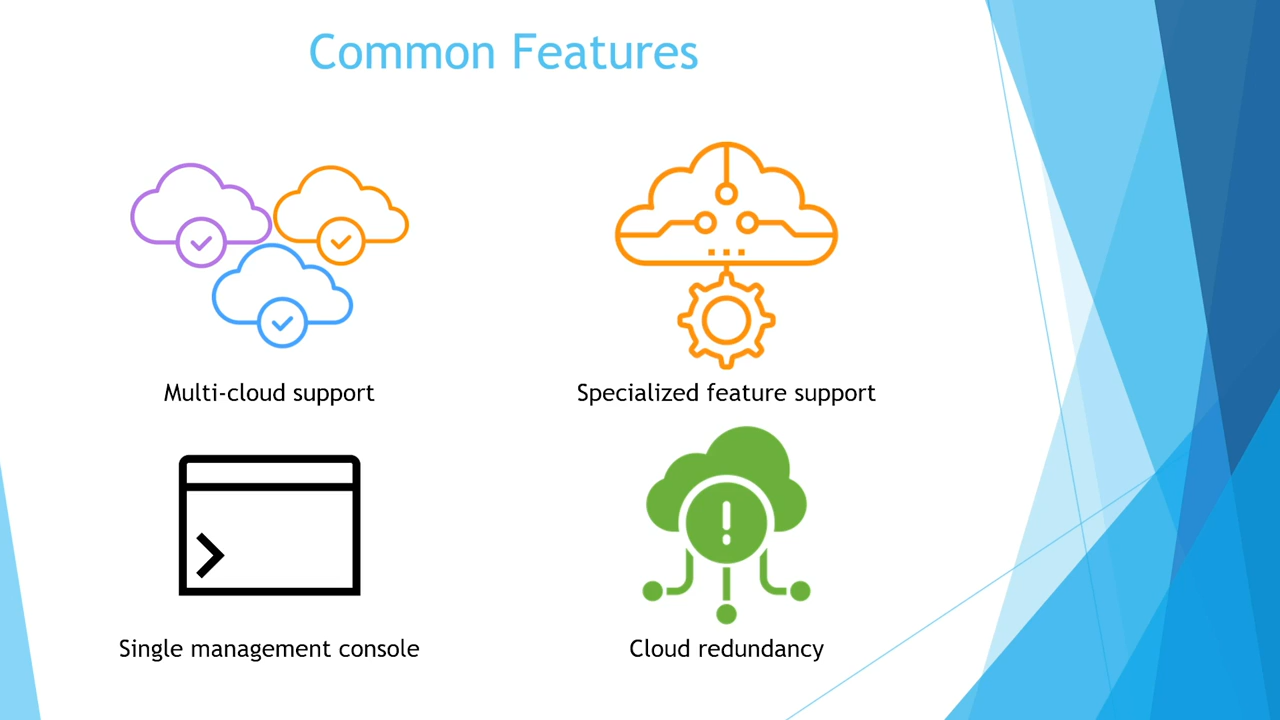 Common Features
Multi-cloud support
Specialized feature support
Single management console
Cloud redundancy